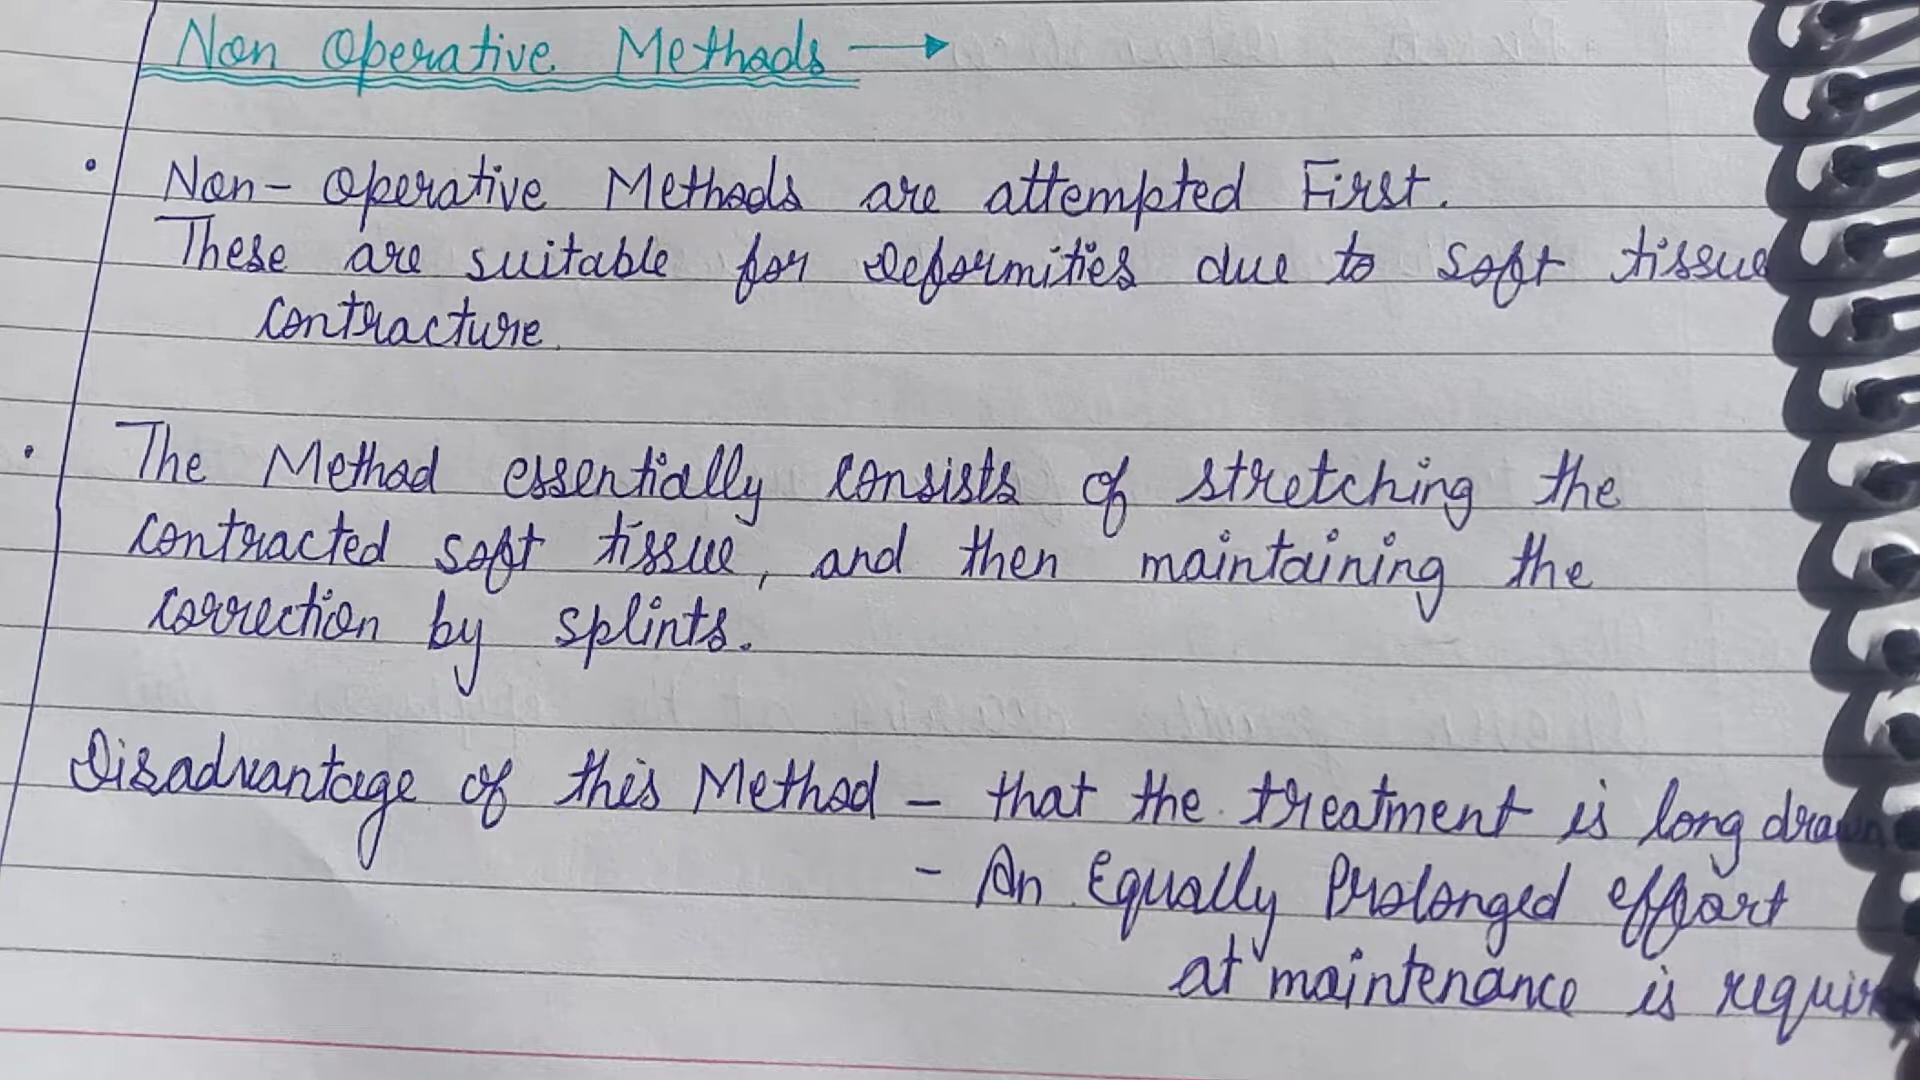 Non Operative Methods →
• Non-Operative Methods are attempted First.
These are suitable for Deformities due to soft tissue
contracture.
• The Method essentially consists of stretching the
contracted soft tissue, and then maintaining the
correction by splints.
Disadvantage of this Method - that the treatment is long drawn
- An Equally Prolonged effort
at maintenance is requir